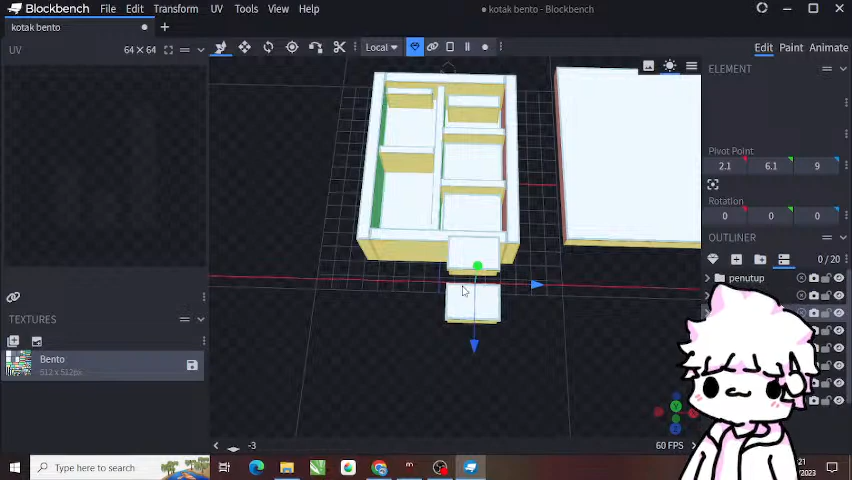 Blockbench File Edit Transform UV Tools View Help
● kotak bento - Blockbench
kotak bento
UV 64 × 64
Local
Edit Paint Animate
ELEMENT
Pivot Point
2.1 6.1 9
Rotation
0 0 0
OUTLINER
0 / 20
penutup
TEXTURES
Bento
512 x 512px
-3
60 FPS
Type here to search
21
/2023